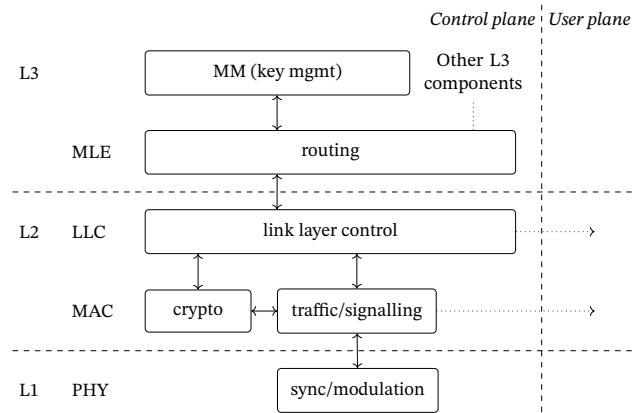 Control plane User plane
L3 MM (key mgmt) Other L3
components
MLE routing
L2 LLC link layer control
MAC crypto traffic/signalling
L1 PHY sync/modulation